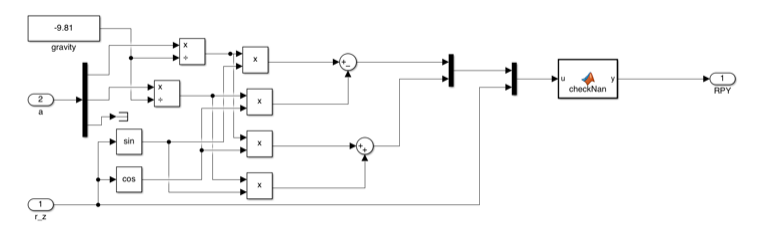 -9.81
gravity
x
÷
x
÷
2
a
sin
cos
1
r_z
x
x
x
x
+
−
+
+
u
y
checkNan
1
RPY